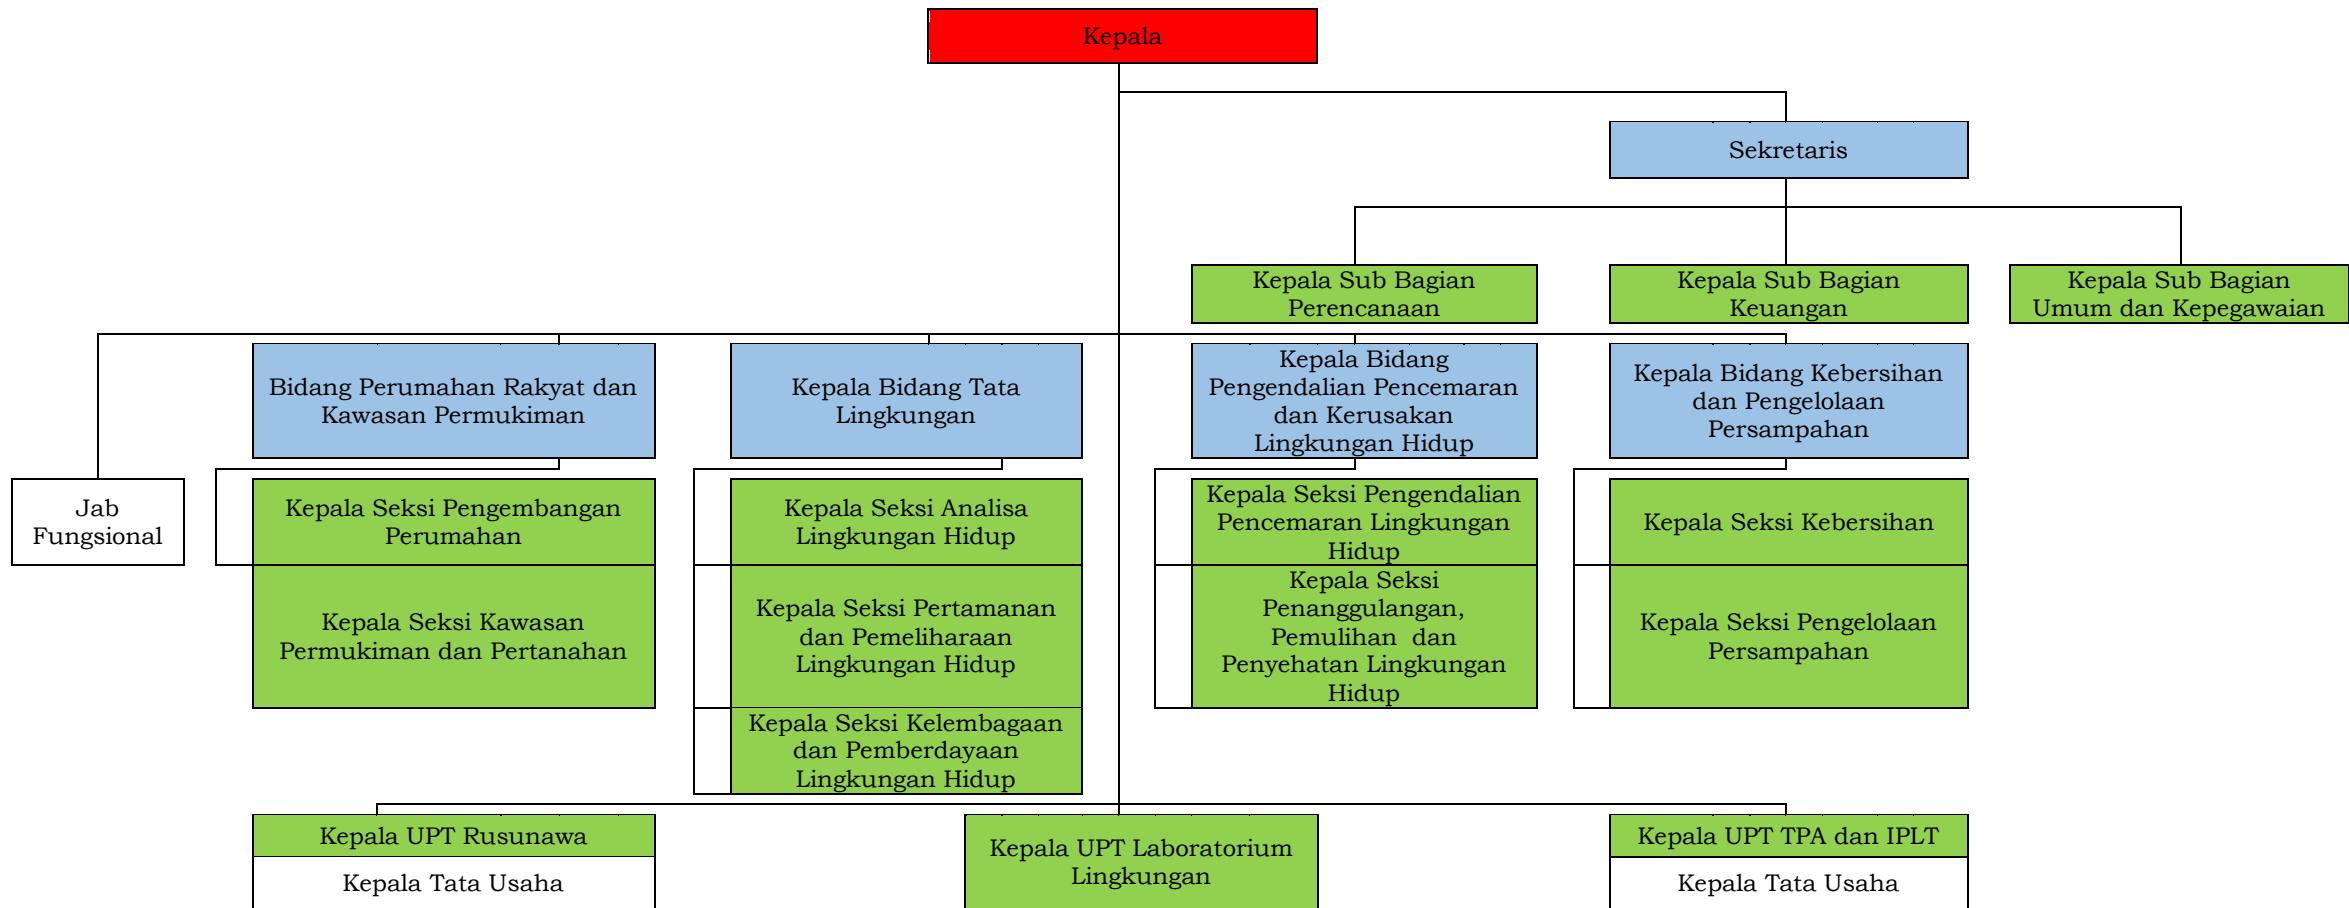 Kepala
Sekretaris
Kepala Sub Bagian
Perencanaan
Kepala Sub Bagian
Keuangan
Kepala Sub Bagian
Umum dan Kepegawaian
Bidang Perumahan Rakyat dan
Kawasan Permukiman
Kepala Bidang Tata
Lingkungan
Kepala Bidang
Pengendalian Pencemaran
dan Kerusakan
Lingkungan Hidup
Kepala Bidang Kebersihan
dan Pengelolaan
Persampahan
Jab
Fungsional
Kepala Seksi Pengembangan
Perumahan
Kepala Seksi Analisa
Lingkungan Hidup
Kepala Seksi Pengendalian
Pencemaran Lingkungan
Hidup
Kepala Seksi Kebersihan
Kepala Seksi Kawasan
Permukiman dan Pertanahan
Kepala Seksi Pertamanan
dan Pemeliharaan
Lingkungan Hidup
Kepala Seksi
Penanggulangan,
Pemulihan  dan
Penyehatan Lingkungan
Hidup
Kepala Seksi Pengelolaan
Persampahan
Kepala Seksi Kelembagaan
dan Pemberdayaan
Lingkungan Hidup
Kepala UPT Rusunawa
Kepala Tata Usaha
Kepala UPT Laboratorium
Lingkungan
Kepala UPT TPA dan IPLT
Kepala Tata Usaha